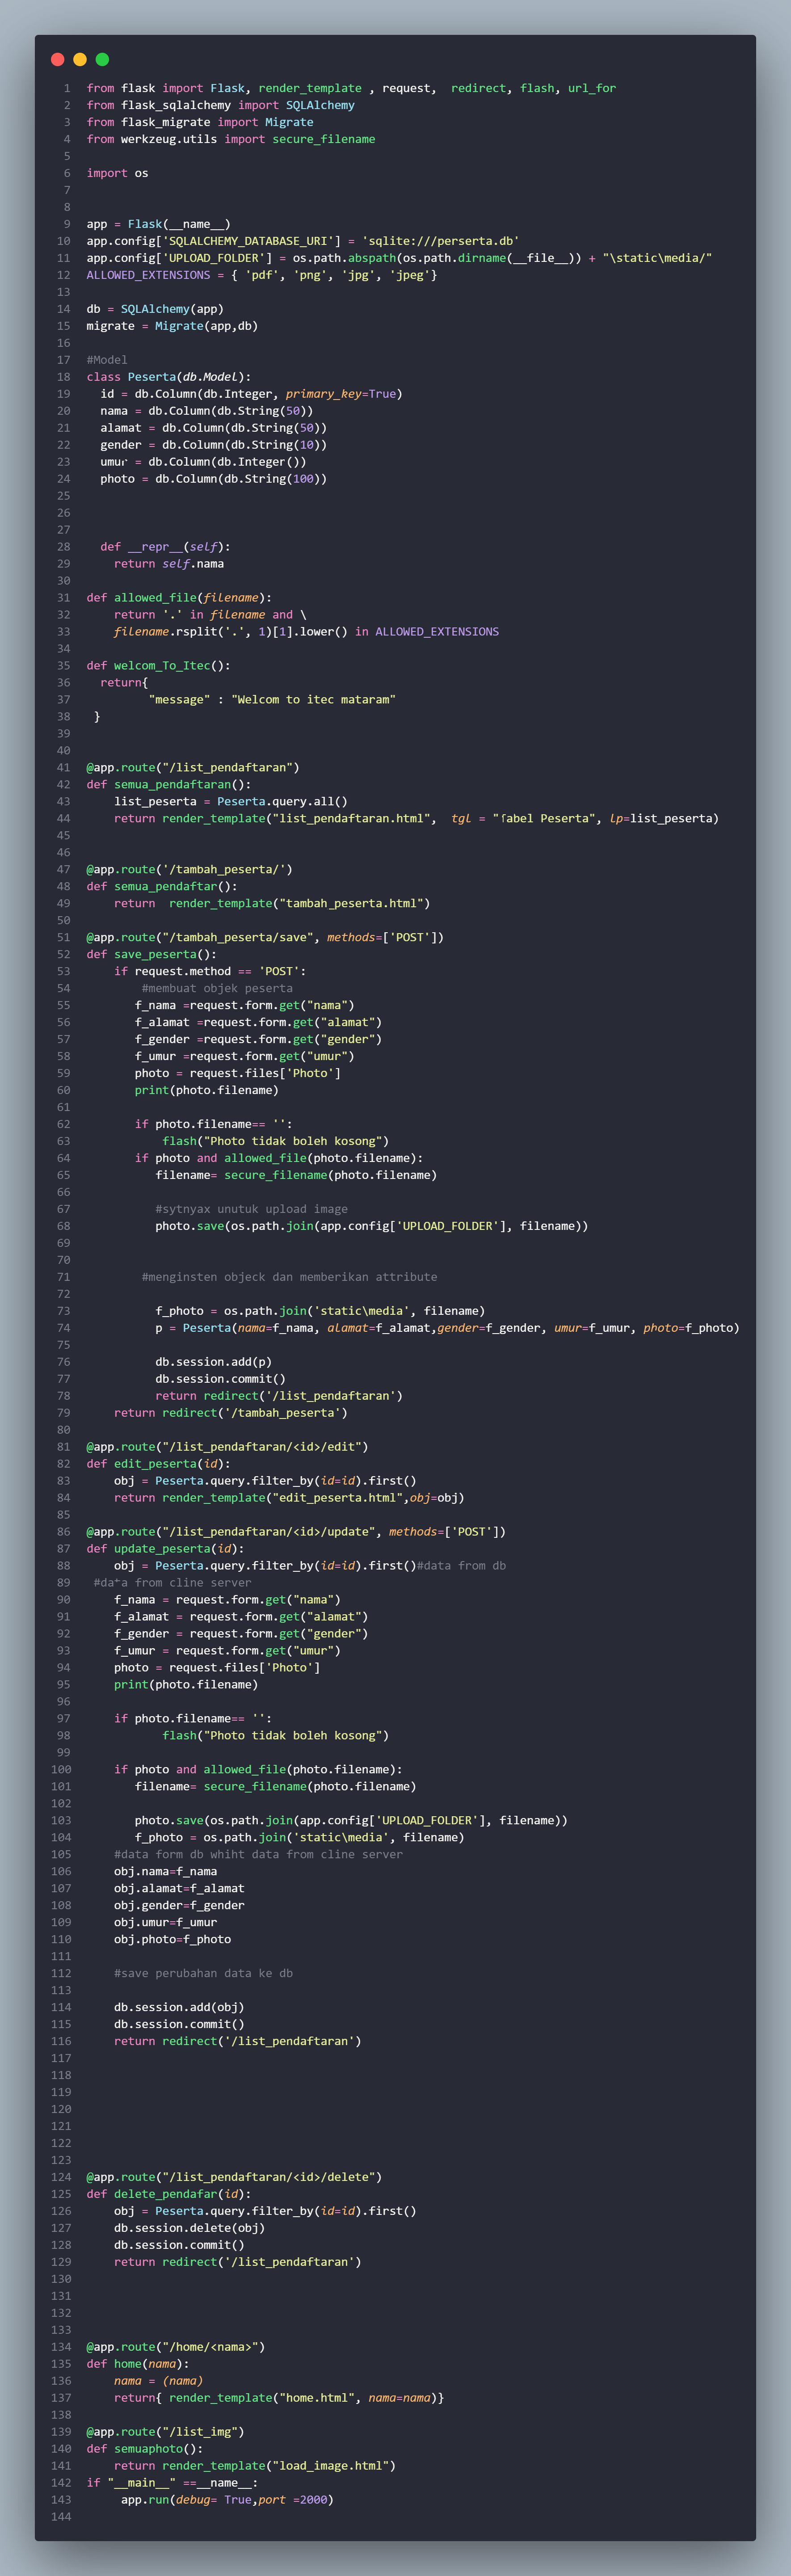 1 from flask import Flask, render_template , request,  redirect, flash, url_for
2 from flask_sqlalchemy import SQLAlchemy
3 from flask_migrate import Migrate
4 from werkzeug.utils import secure_filename
5
6 import os
7
8
9 app = Flask(__name__)
10 app.config['SQLALCHEMY_DATABASE_URI'] = 'sqlite:///perserta.db'
11 app.config['UPLOAD_FOLDER'] = os.path.abspath(os.path.dirname(__file__)) + "\static\media/"
12 ALLOWED_EXTENSIONS = { 'pdf', 'png', 'jpg', 'jpeg'}
13
14 db = SQLAlchemy(app)
15 migrate = Migrate(app,db)
16
17 #Model
18 class Peserta(db.Model):
19   id = db.Column(db.Integer, primary_key=True)
20   nama = db.Column(db.String(50))
21   alamat = db.Column(db.String(50))
22   gender = db.Column(db.String(10))
23   umur = db.Column(db.Integer())
24   photo = db.Column(db.String(100))
25
26
27
28   def __repr__(self):
29     return self.nama
30
31 def allowed_file(filename):
32     return '.' in filename and \
33     filename.rsplit('.', 1)[1].lower() in ALLOWED_EXTENSIONS
34
35 def welcom_To_Itec():
36   return{
37          "message" : "Welcom to itec mataram"
38  }
39
40
41 @app.route("/list_pendaftaran")
42 def semua_pendaftaran():
43     list_peserta = Peserta.query.all()
44     return render_template("list_pendaftaran.html",  tgl = "Tabel Peserta", lp=list_peserta)
45
46
47 @app.route('/tambah_peserta/')
48 def semua_pendaftar():
49     return  render_template("tambah_peserta.html")
50
51 @app.route("/tambah_peserta/save", methods=['POST'])
52 def save_peserta():
53     if request.method == 'POST':
54         #membuat objek peserta
55        f_nama =request.form.get("nama")
56        f_alamat =request.form.get("alamat")
57        f_gender =request.form.get("gender")
58        f_umur =request.form.get("umur")
59        photo = request.files['Photo']
60        print(photo.filename)
61
62        if photo.filename== '':
63            flash("Photo tidak boleh kosong")
64        if photo and allowed_file(photo.filename):
65           filename= secure_filename(photo.filename)
66
67           #sytnyax unutuk upload image
68           photo.save(os.path.join(app.config['UPLOAD_FOLDER'], filename))
69
70
71         #menginsten objeck dan memberikan attribute
72
73           f_photo = os.path.join('static\media', filename)
74           p = Peserta(nama=f_nama, alamat=f_alamat,gender=f_gender, umur=f_umur, photo=f_photo)
75
76           db.session.add(p)
77           db.session.commit()
78           return redirect('/list_pendaftaran')
79     return redirect('/tambah_peserta')
80
81 @app.route("/list_pendaftaran/<id>/edit")
82 def edit_peserta(id):
83     obj = Peserta.query.filter_by(id=id).first()
84     return render_template("edit_peserta.html",obj=obj)
85
86 @app.route("/list_pendaftaran/<id>/update", methods=['POST'])
87 def update_peserta(id):
88     obj = Peserta.query.filter_by(id=id).first()#data from db
89  #data from cline server
90     f_nama = request.form.get("nama")
91     f_alamat = request.form.get("alamat")
92     f_gender = request.form.get("gender")
93     f_umur = request.form.get("umur")
94     photo = request.files['Photo']
95     print(photo.filename)
96
97     if photo.filename== '':
98            flash("Photo tidak boleh kosong")
99
100     if photo and allowed_file(photo.filename):
101        filename= secure_filename(photo.filename)
102
103        photo.save(os.path.join(app.config['UPLOAD_FOLDER'], filename))
104        f_photo = os.path.join('static\media', filename)
105     #data form db whiht data from cline server
106     obj.nama=f_nama
107     obj.alamat=f_alamat
108     obj.gender=f_gender
109     obj.umur=f_umur
110     obj.photo=f_photo
111
112     #save perubahan data ke db
113
114     db.session.add(obj)
115     db.session.commit()
116     return redirect('/list_pendaftaran')
117
118
119
120
121
122
123
124 @app.route("/list_pendaftaran/<id>/delete")
125 def delete_pendafar(id):
126     obj = Peserta.query.filter_by(id=id).first()
127     db.session.delete(obj)
128     db.session.commit()
129     return redirect('/list_pendaftaran')
130
131
132
133
134 @app.route("/home/<nama>")
135 def home(nama):
136     nama = (nama)
137     return{ render_template("home.html", nama=nama)}
138
139 @app.route("/list_img")
140 def semuaphoto():
141     return render_template("load_image.html")
142 if "__main__" ==__name__:
143      app.run(debug= True,port =2000)
144